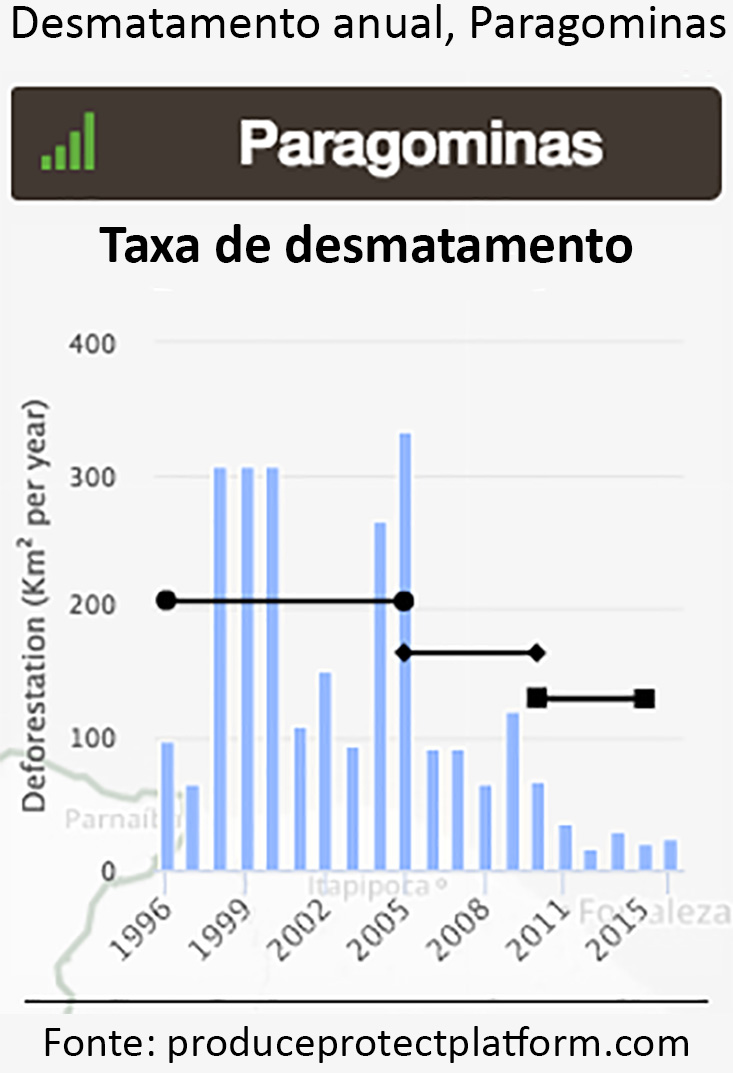 Desmatamento anual, Paragominas
Paragominas
Taxa de desmatamento
Deforestation (Km² per year)
400
300
200
100
0
Parnaíb
Itapipoca
Fortaleza
1996
1999
2002
2005
2008
2011
2015
Fonte: produceprotectplatform.com